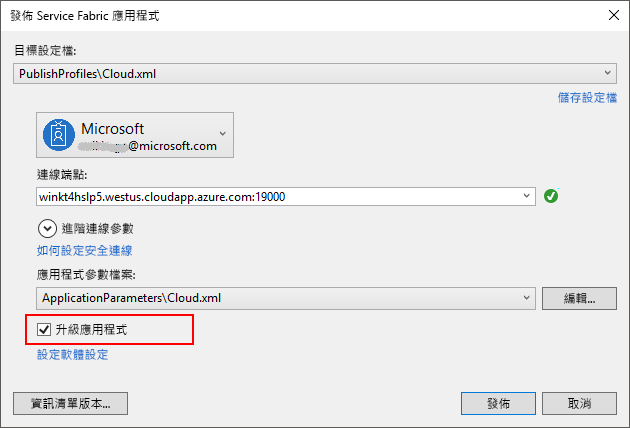 發佈 Service Fabric 應用程式
目標設定檔:
PublishProfiles\Cloud.xml
儲存設定檔
Microsoft
@microsoft.com
連線端點:
winkt4hslp5.westus.cloudapp.azure.com:19000
進階連線參數
如何設定安全連線
應用程式參數檔案:
ApplicationParameters\Cloud.xml
編輯...
升級應用程式
設定軟體設定
資訊清單版本...
發佈
取消